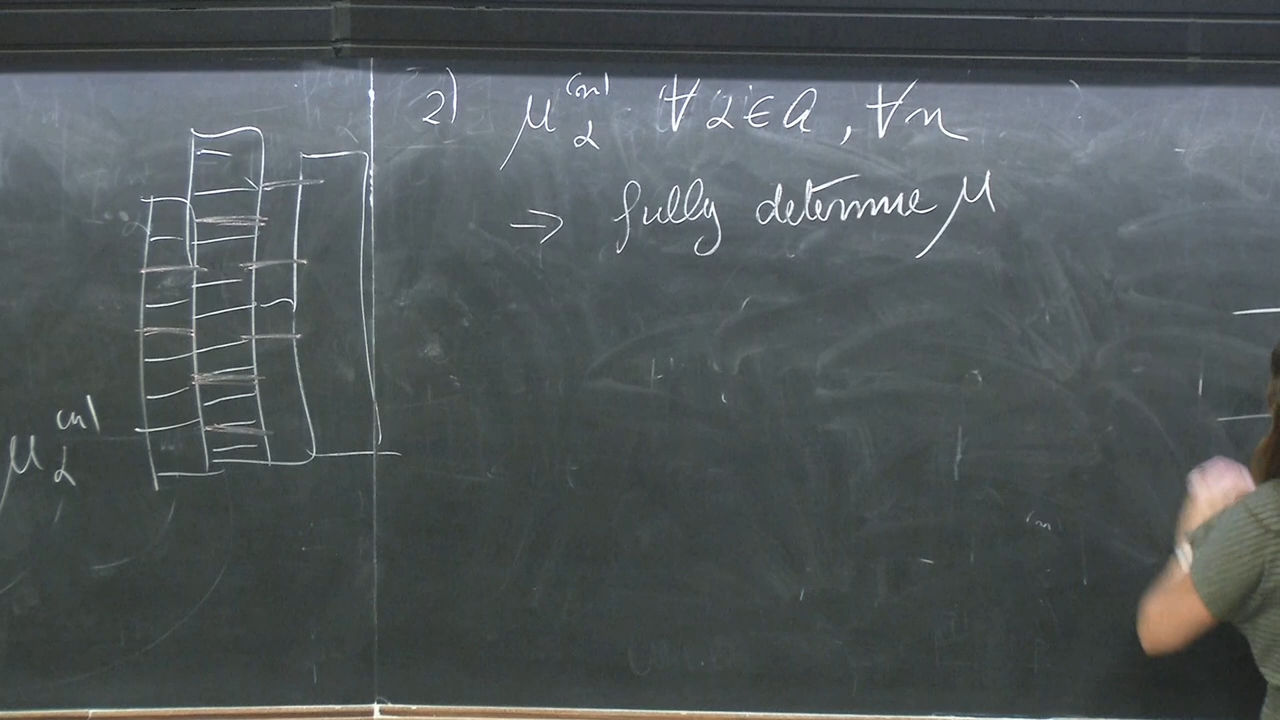 2) μ_α^(n) ∀ α ∈ a, ∀n
→ fully determine μ
μ_α^(n)